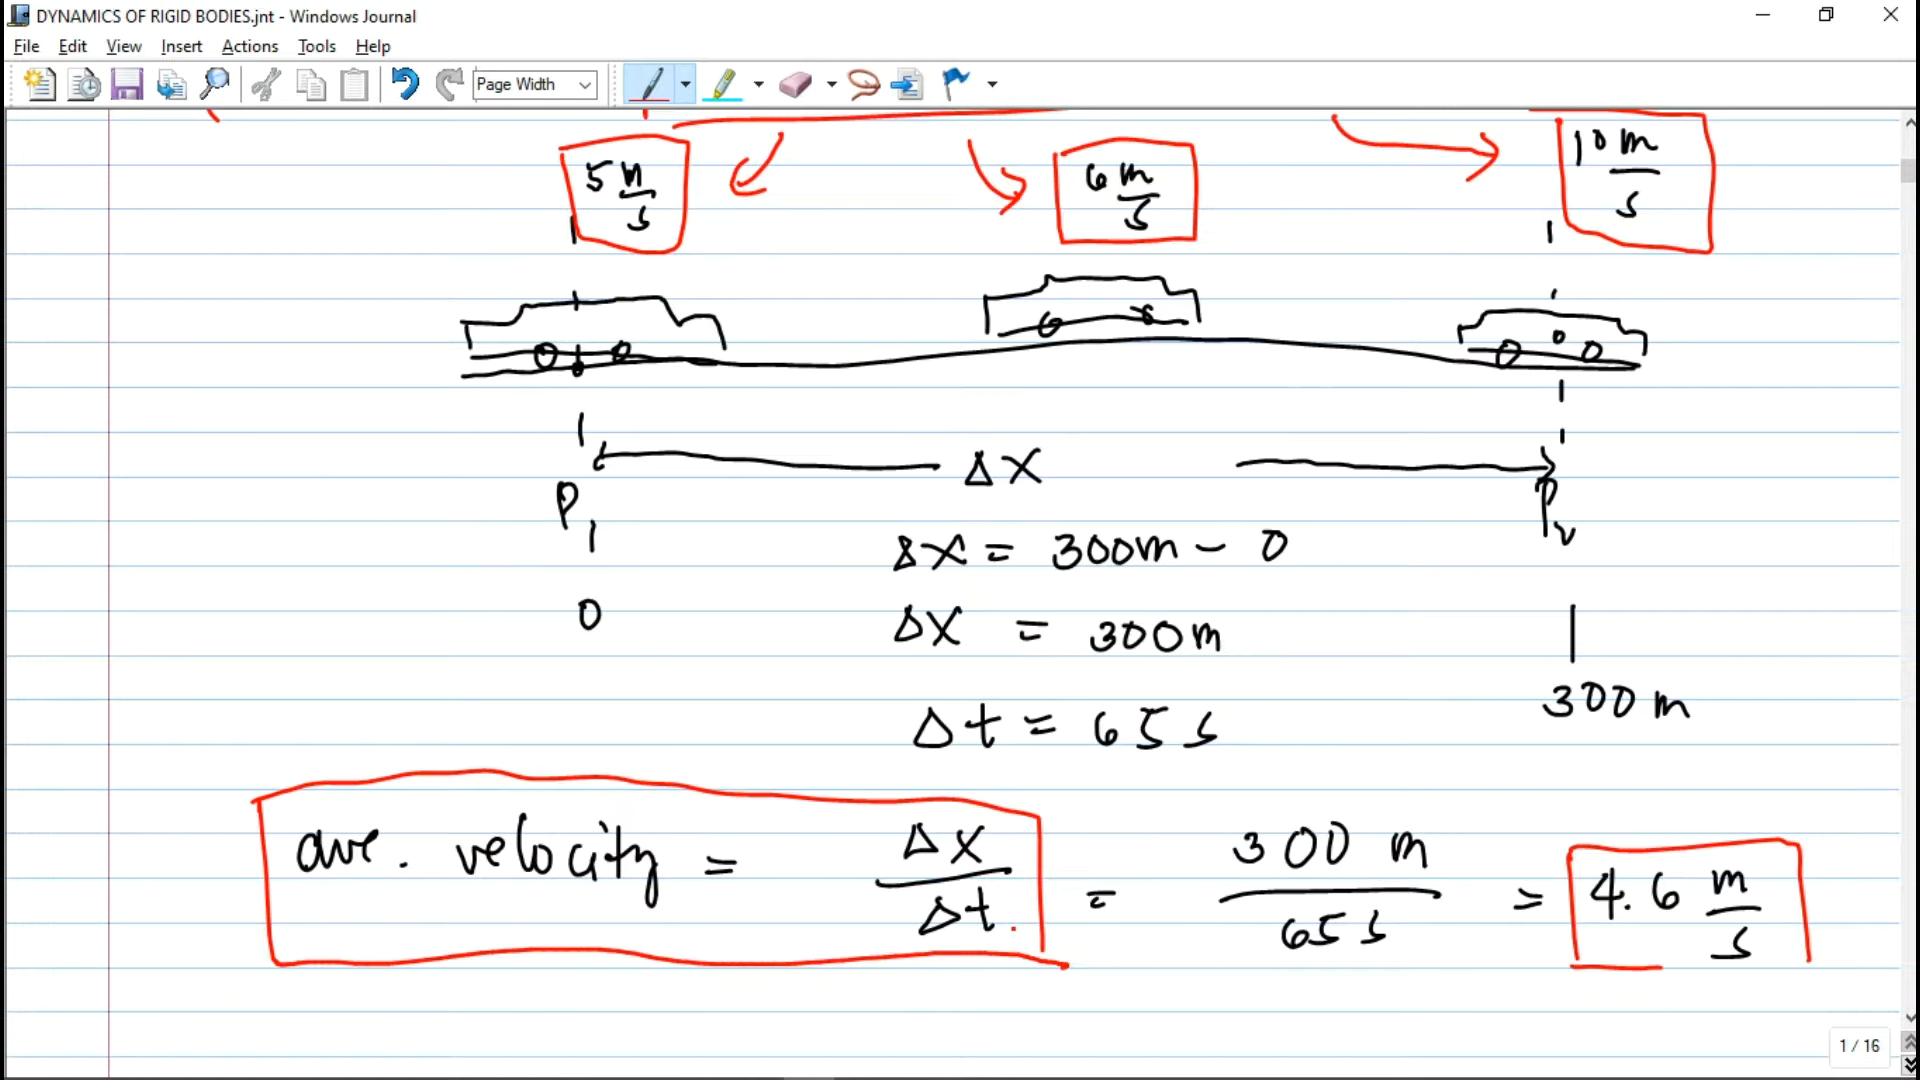 DYNAMICS OF RIGID BODIES.jnt - Windows Journal
File Edit View Insert Actions Tools Help
Page Width
5 m/s
6 m/s
10 m/s
Δx
P1
P2
Δx = 300m - 0
0
Δx = 300m
300 m
Δt = 65 s
ave. velocity = Δx/Δt = 300 m/65 s = 4.6 m/s
1 / 16